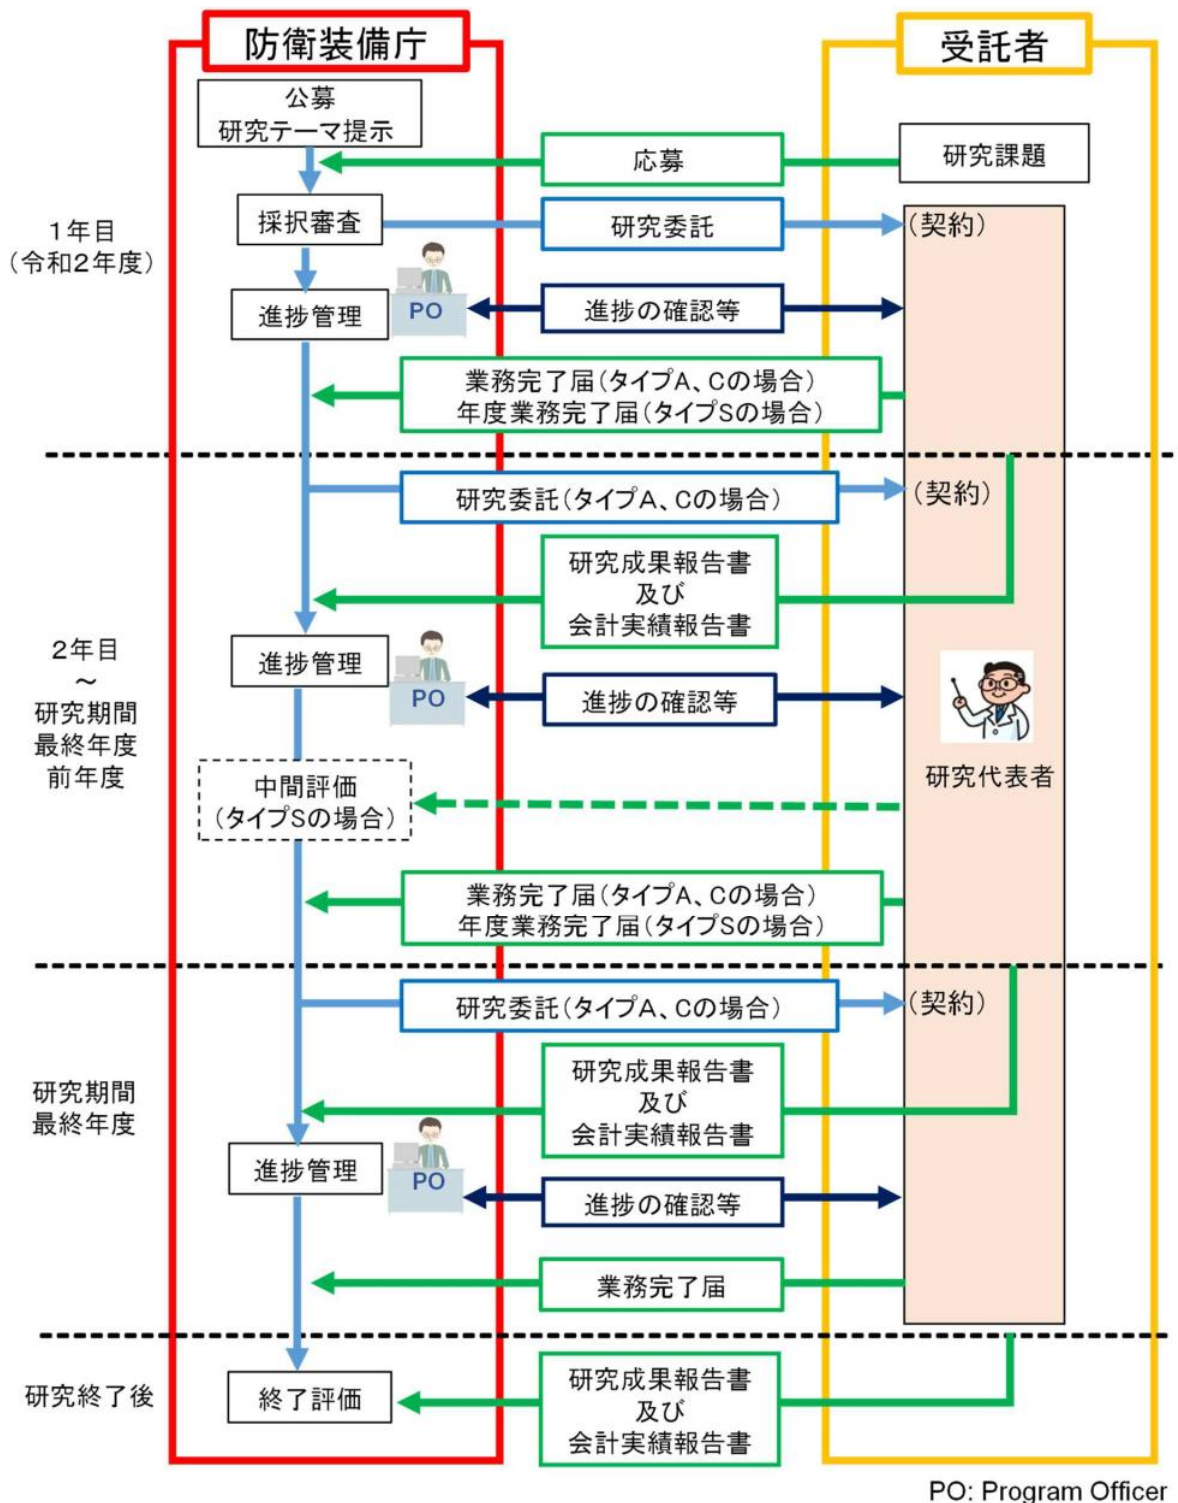 防衛装備庁
受託者
公募
研究テーマ提示
応募
研究課題
1年目
(令和2年度)
採択審査
研究委託
(契約)
進捗管理
PO
進捗の確認等
業務完了届(タイプA、Cの場合)
年度業務完了届(タイプSの場合)
研究委託(タイプA、Cの場合)
(契約)
研究成果報告書
及び
会計実績報告書
2年目
~
研究期間
最終年度
前年度
進捗管理
PO
進捗の確認等
研究代表者
中間評価
(タイプSの場合)
業務完了届(タイプA、Cの場合)
年度業務完了届(タイプSの場合)
研究委託(タイプA、Cの場合)
(契約)
研究成果報告書
及び
会計実績報告書
研究期間
最終年度
進捗管理
PO
進捗の確認等
業務完了届
研究終了後
終了評価
研究成果報告書
及び
会計実績報告書
PO: Program Officer